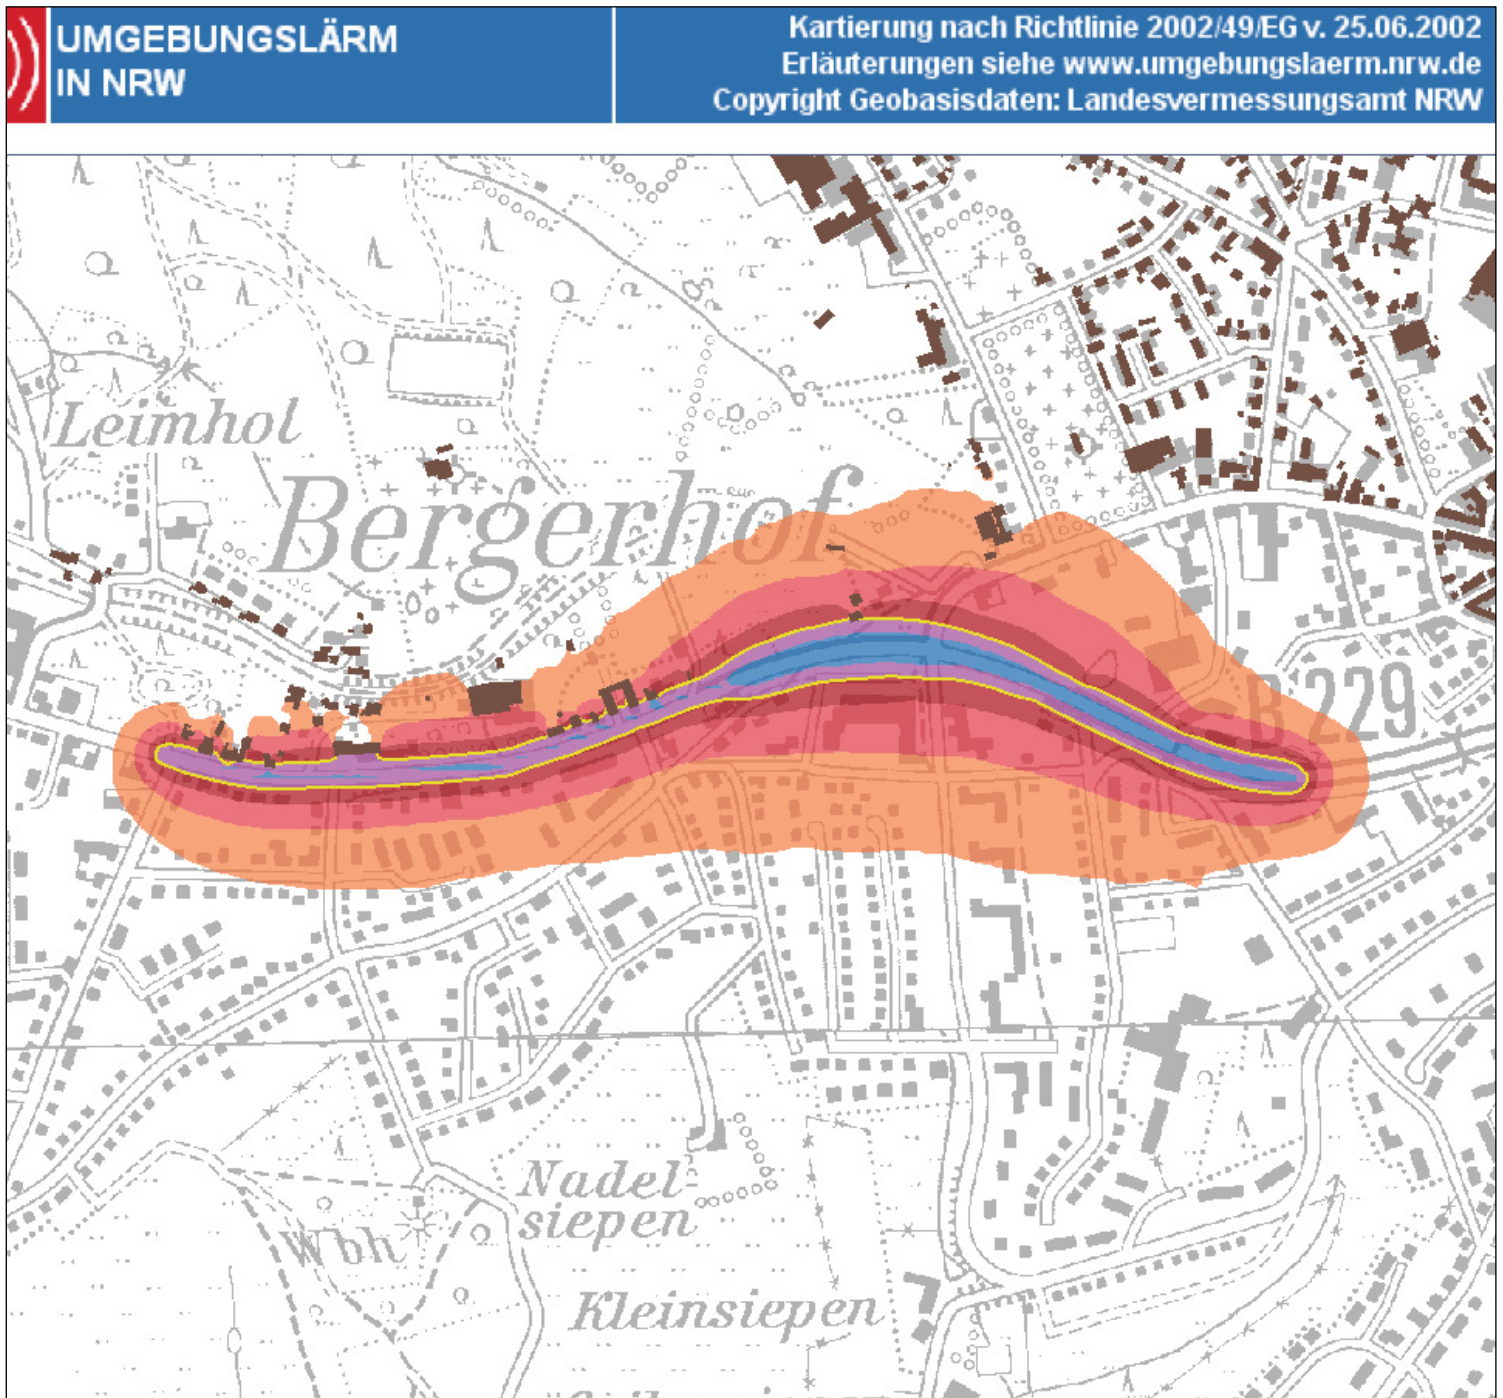 UMGEBUNGSLÄRM
IN NRW
Kartierung nach Richtlinie 2002/49/EG v. 25.06.2002
Erläuterungen siehe www.umgebungslaerm.nrw.de
Copyright Geobasisdaten: Landesvermessungsamt NRW
Leimhol
Bergerhof
B 229
Nadel-
siepen
Wbh
Kleinsiepen